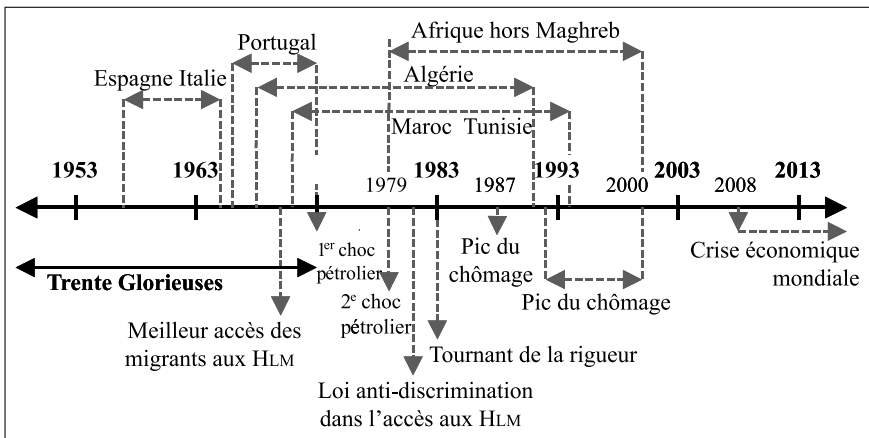 Afrique hors Maghreb
Portugal
Espagne Italie
Algérie
Maroc Tunisie
1953
1963
1979
1983
1987
1993
2000
2003
2008
2013
1er choc
pétrolier
Trente Glorieuses
2e choc
pétrolier
Pic du
chômage
Pic du chômage
Crise économique
mondiale
Meilleur accès des
migrants aux HLM
Tournant de la rigueur
Loi anti-discrimination
dans l'accès aux HLM